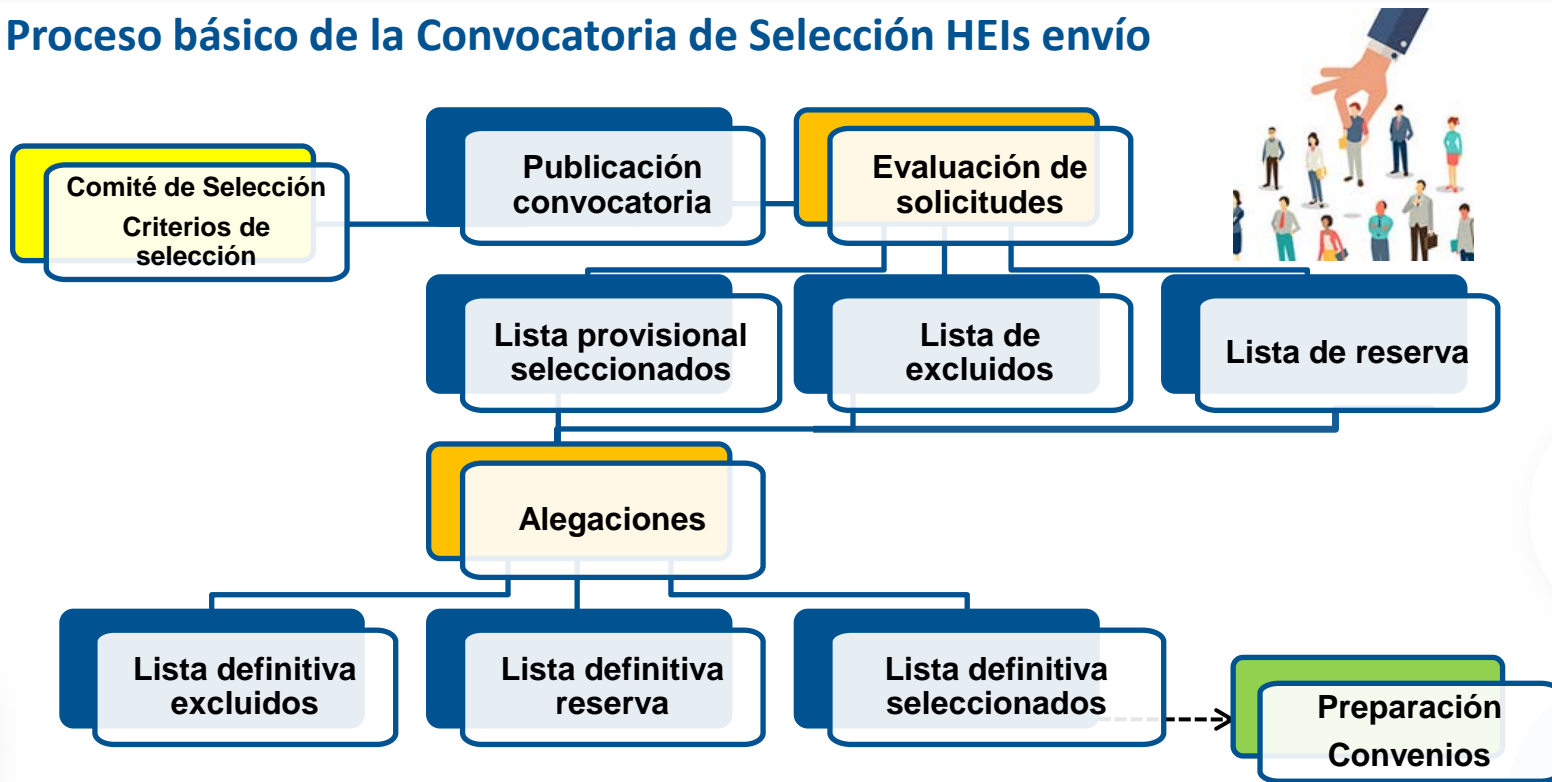 Proceso básico de la Convocatoria de Selección HEIs envío
Comité de Selección
Criterios de
selección
Publicación
convocatoria
Evaluación de
solicitudes
Lista provisional
seleccionados
Lista de
excluidos
Lista de reserva
Alegaciones
Lista definitiva
excluidos
Lista definitiva
reserva
Lista definitiva
seleccionados
Preparación
Convenios